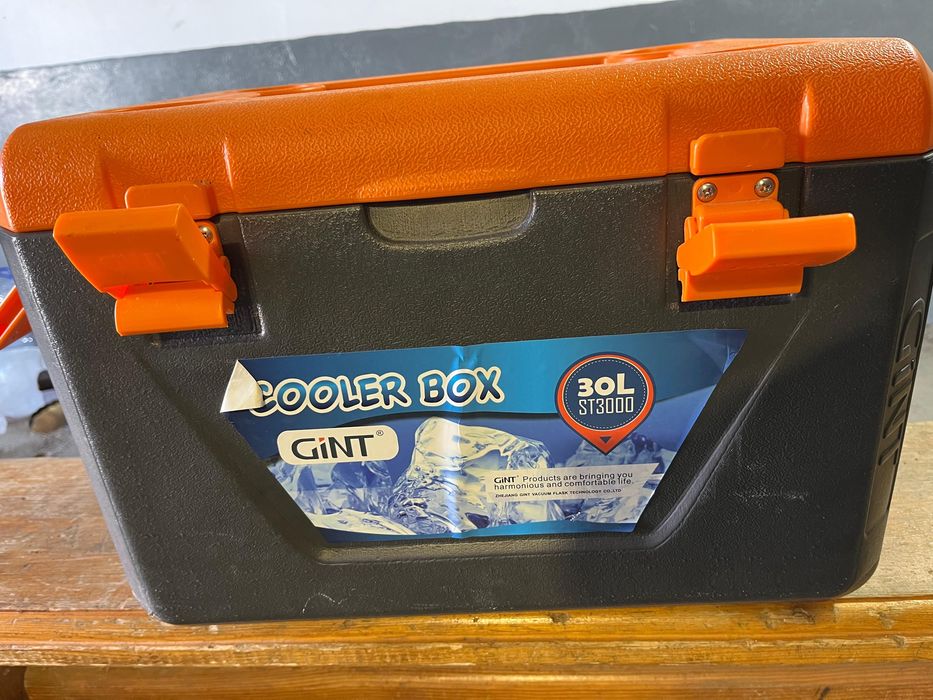 COOLER BOX
30L
ST3000
GiNT®
GiNT® Products are bringing you
harmonious and comfortable life.
ZHEJIANG GINT VACUUM FLASK TECHNOLOGY CO.,LTD
GiNT